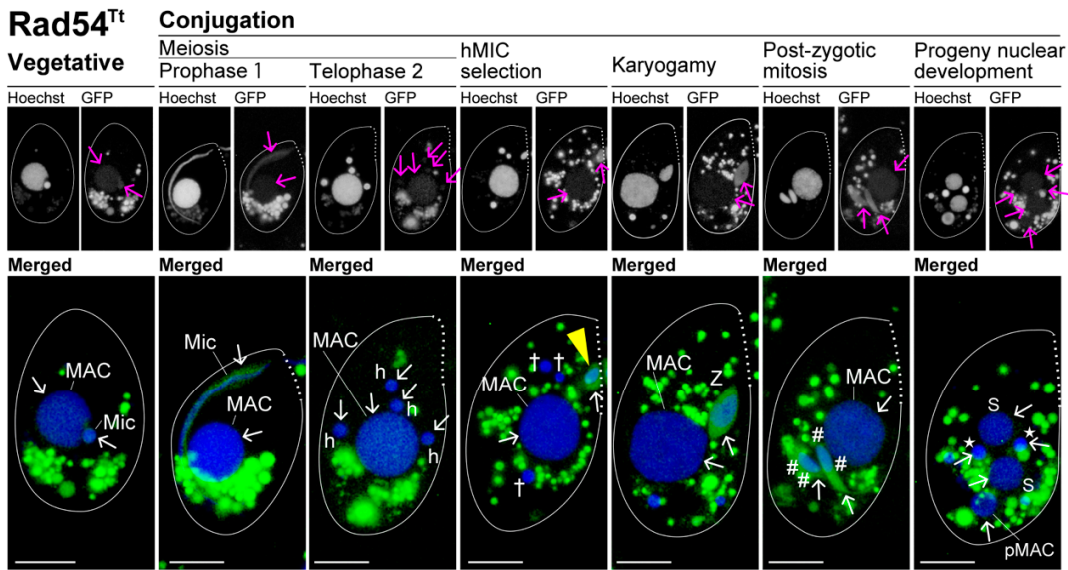 Rad54Tt
Conjugation
Vegetative
Meiosis
Prophase 1
Telophase 2
hMIC
selection
Karyogamy
Post-zygotic
mitosis
Progeny nuclear
development
Hoechst GFP Hoechst GFP Hoechst GFP Hoechst GFP Hoechst GFP Hoechst GFP Hoechst GFP
Merged Merged Merged Merged Merged Merged Merged
MAC
Mic
Mic
MAC
MAC
h
h
h
h
† †
MAC
†
MAC
Z
MAC
#
#
#
#
S
★ ★
S
pMAC